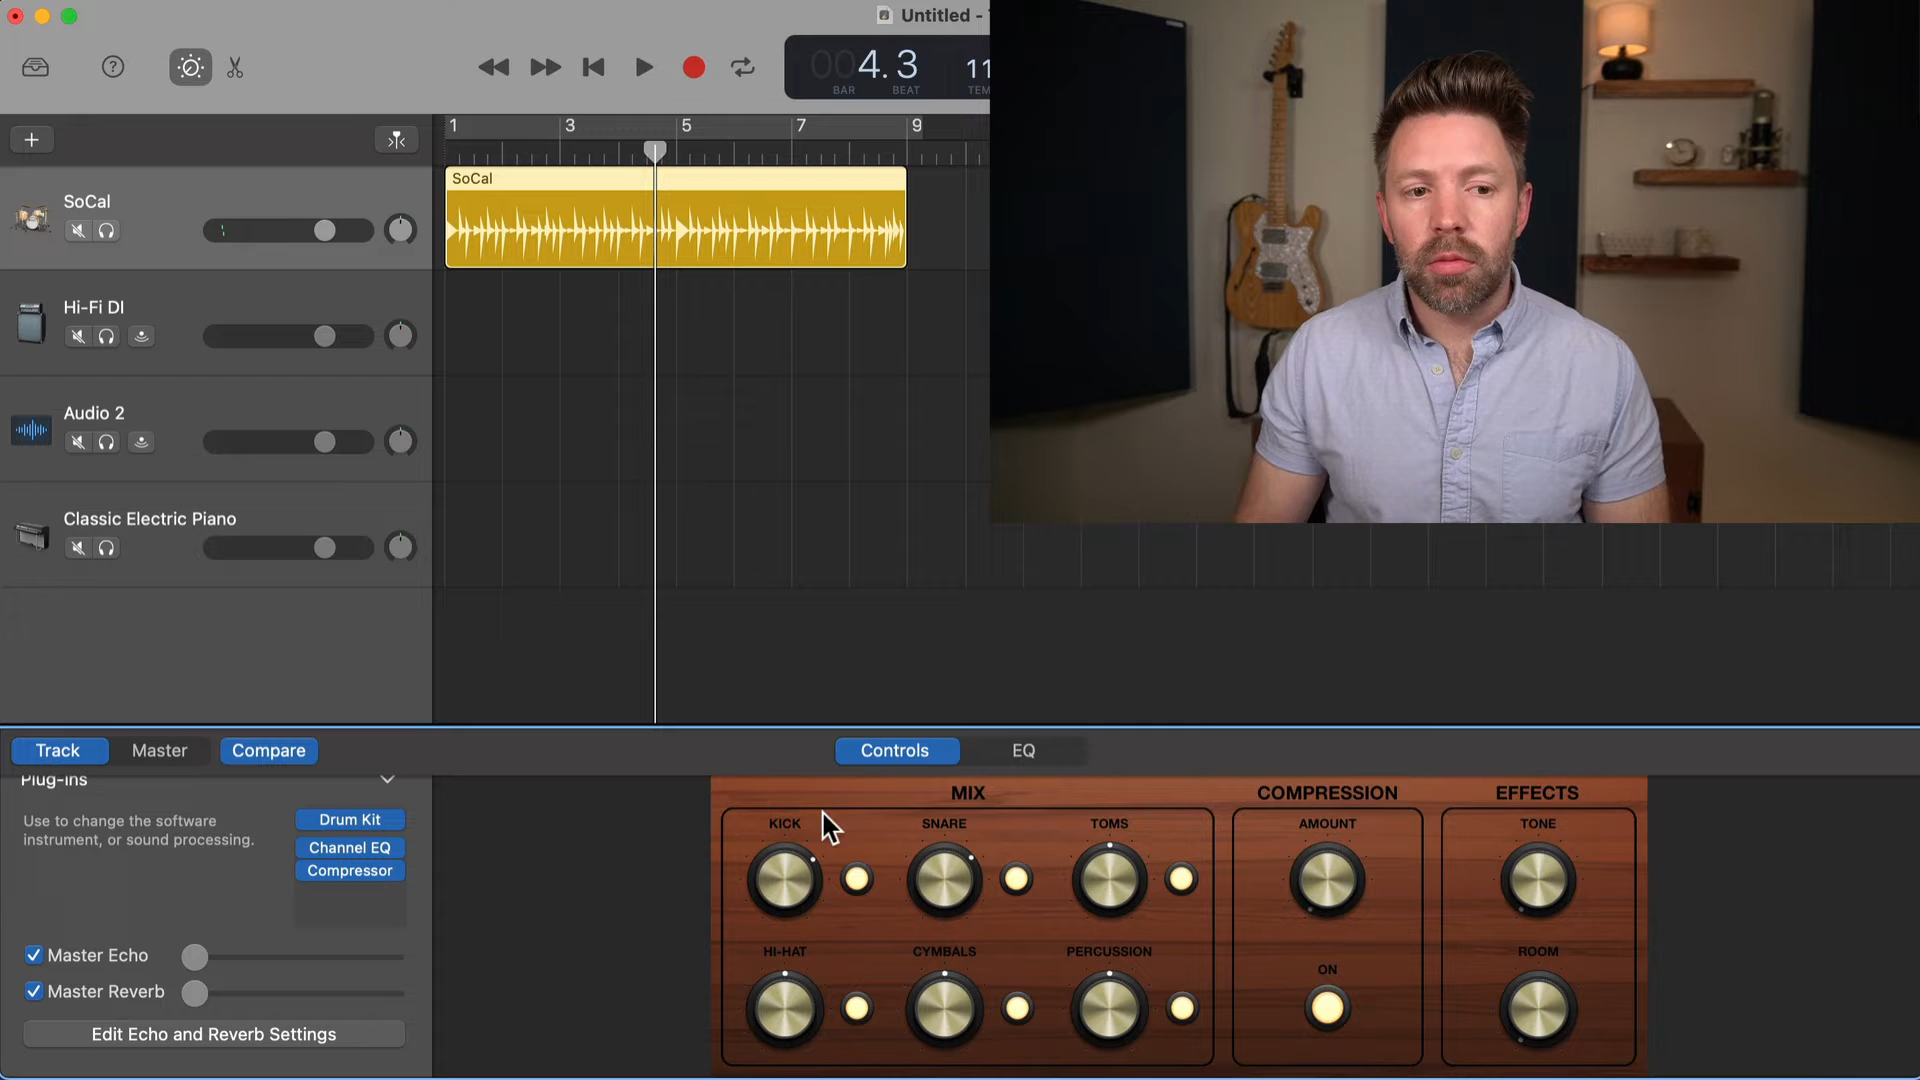 Untitled -
004.3
11
BAR
BEAT
TEM
1
3
5
7
9
SoCal
SoCal
Hi-Fi DI
Audio 2
Classic Electric Piano
Track
Master
Compare
Controls
EQ
Plug-ins
Use to change the software
instrument, or sound processing.
Drum Kit
Channel EQ
Compressor
Master Echo
Master Reverb
Edit Echo and Reverb Settings
MIX
COMPRESSION
EFFECTS
KICK
SNARE
TOMS
AMOUNT
TONE
HI-HAT
CYMBALS
PERCUSSION
ON
ROOM